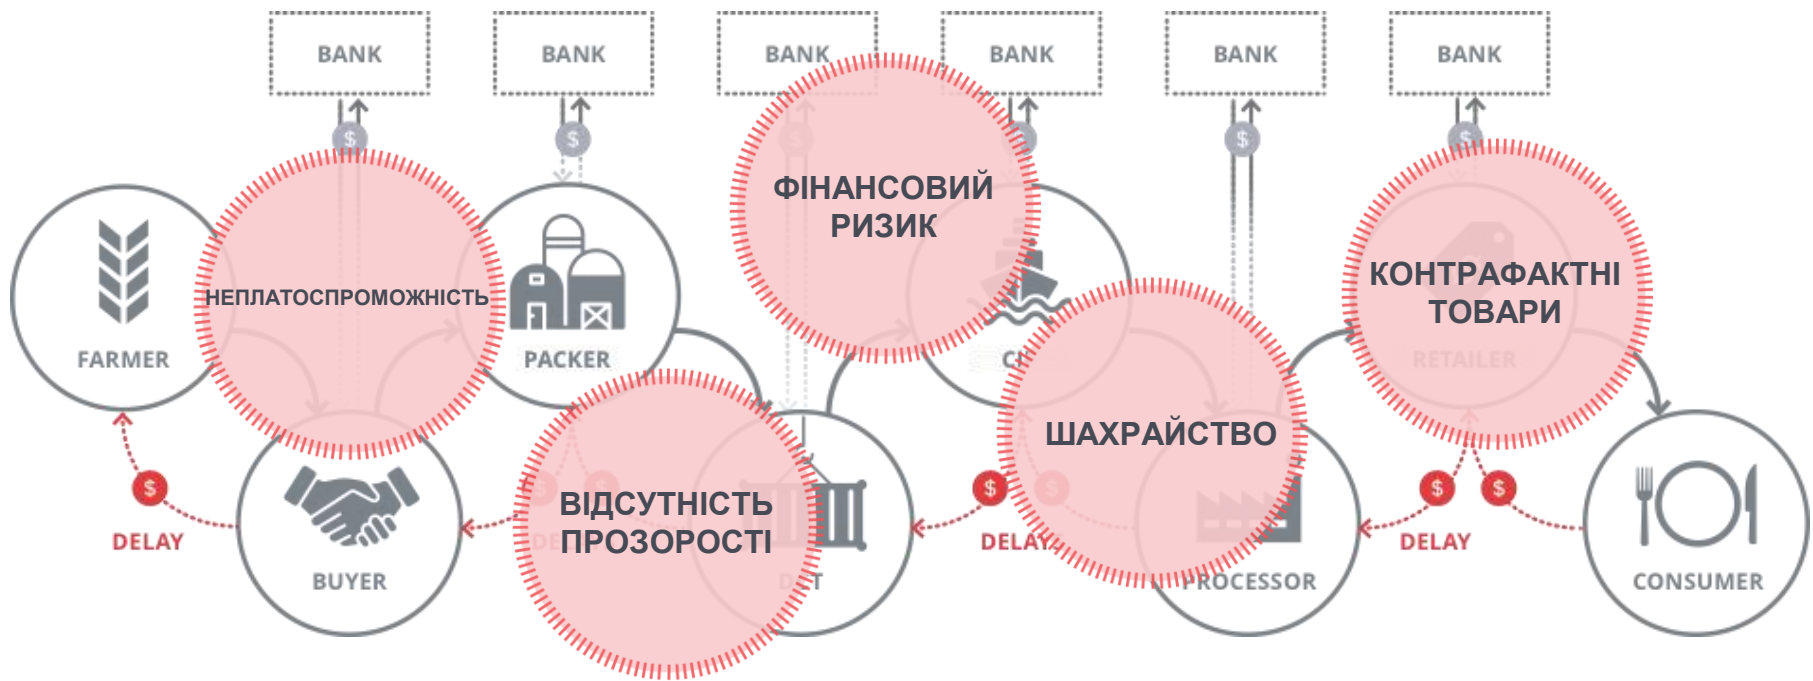 BANK
BANK
BANK
BANK
BANK
BANK
$
$
$
$
$
ФІНАНСОВИЙ
РИЗИК
НЕПЛАТОСПРОМОЖНІСТЬ
КОНТРАФАКТНІ
ТОВАРИ
FARMER
PACKER
RETAILER
ШАХРАЙСТВО
$
$
$
$
$
$
$
ВІДСУТНІСТЬ
ПРОЗОРОСТІ
DELAY
DELAY
DELAY
BUYER
PROCESSOR
CONSUMER